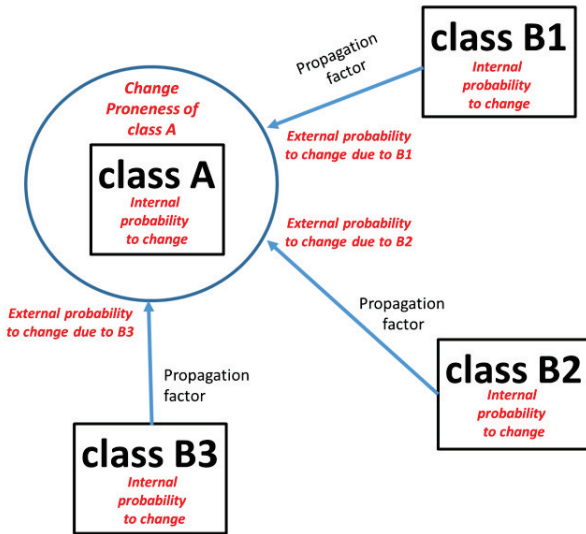 class B1
Internal
probability
to change
Propagation
factor
Change
Proneness of
class A
External probability
to change due to B1
class A
Internal
probability
to change
External probability
to change due to B2
External probability
to change due to B3
Propagation
factor
Propagation
factor
class B2
Internal
probability
to change
class B3
Internal
probability
to change